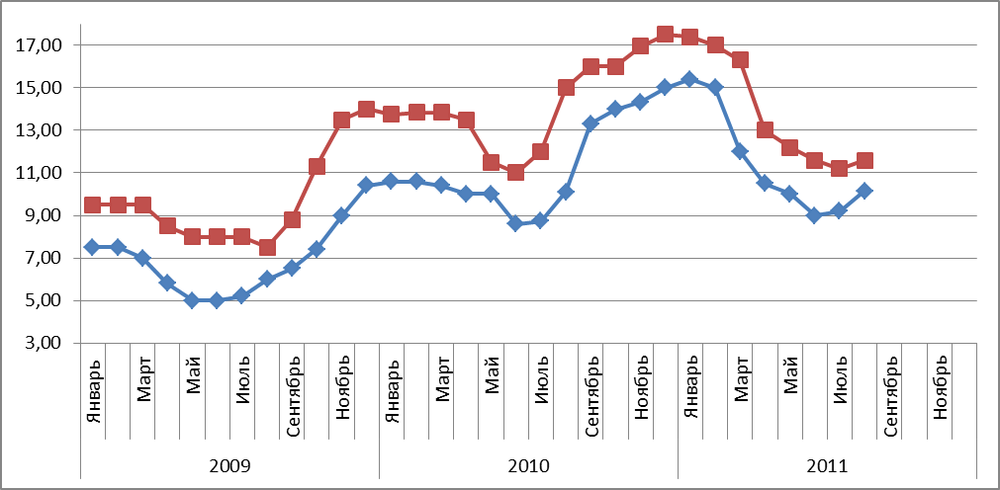 17,00
15,00
13,00
11,00
9,00
7,00
5,00
3,00
Январь
Март
Май
Июль
Сентябрь
Ноябрь
Январь
Март
Май
Июль
Сентябрь
Ноябрь
Январь
Март
Май
Июль
Сентябрь
Ноябрь
2009
2010
2011